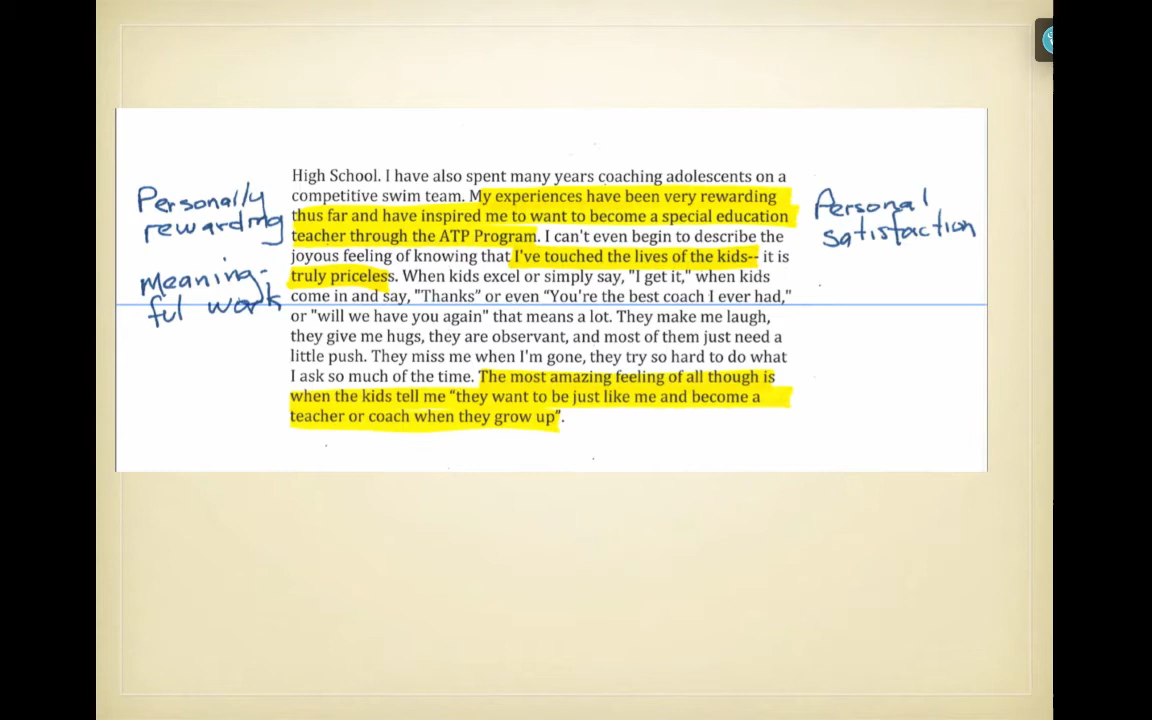 High School. I have also spent many years coaching adolescents on a
competitive swim team. My experiences have been very rewarding
thus far and have inspired me to want to become a special education
teacher through the ATP Program. I can't even begin to describe the
joyous feeling of knowing that I've touched the lives of the kids-- it is
truly priceless. When kids excel or simply say, "I get it," when kids
come in and say, "Thanks" or even “You're the best coach I ever had,"
or "will we have you again" that means a lot. They make me laugh,
they give me hugs, they are observant, and most of them just need a
little push. They miss me when I'm gone, they try so hard to do what
I ask so much of the time. The most amazing feeling of all though is
when the kids tell me “they want to be just like me and become a
teacher or coach when they grow up”.
Personally
rewarding
Meaning-
ful work
Personal
satisfaction